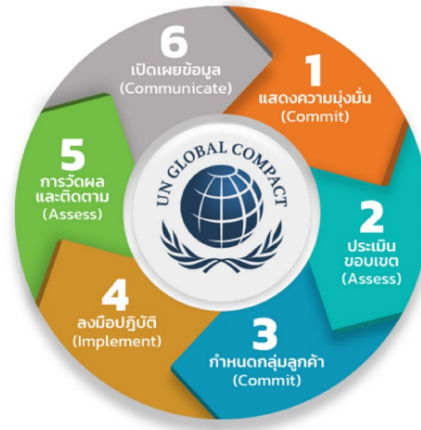 1
แสดงความมุ่งมั่น
(Commit)
2
ประเมิน
ขอบเขต
(Assess)
3
กำหนดกลุ่มลูกค้า
(Commit)
4
ลงมือปฎิบัติ
(Implement)
5
การวัดผล
และติดตาม
(Assess)
6
เปิดเผยข้อมูล
(Communicate)
UN GLOBAL COMPACT